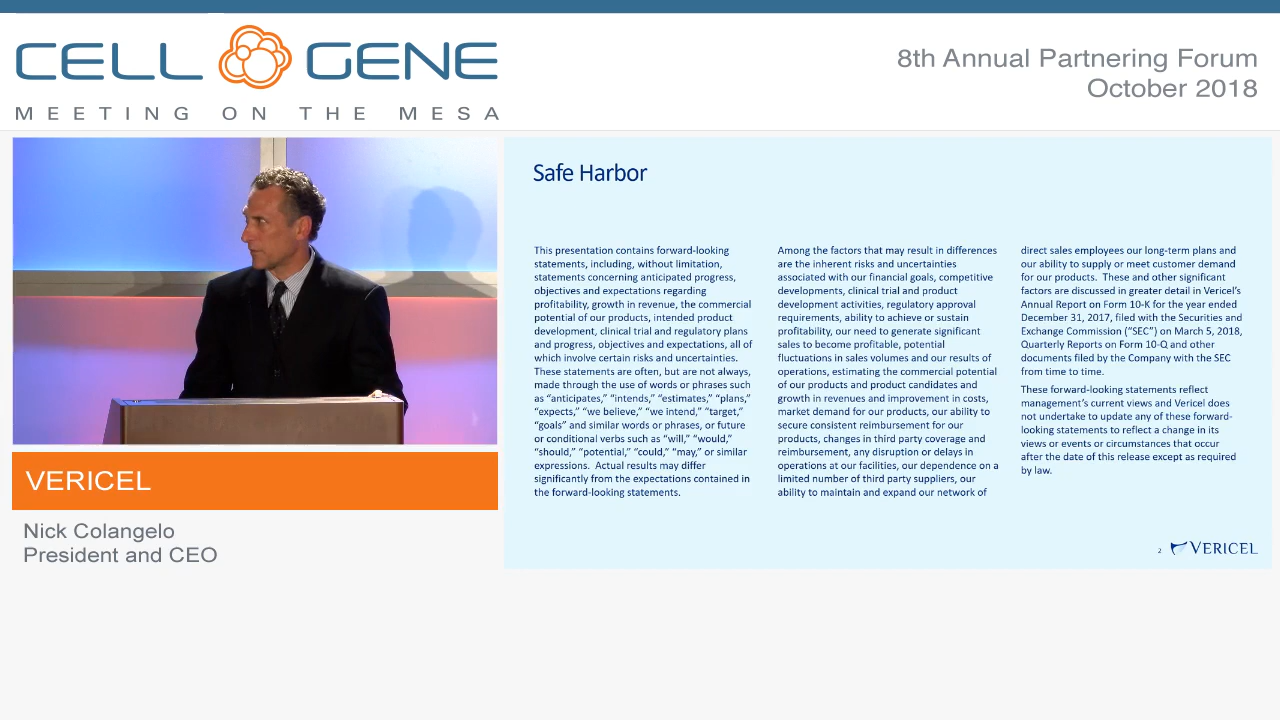 CELL GENE
MEETING ON THE MESA
8th Annual Partnering Forum
October 2018
VERICEL
Nick Colangelo
President and CEO
Safe Harbor
This presentation contains forward-looking
statements, including, without limitation,
statements concerning anticipated progress,
objectives and expectations regarding
profitability, growth in revenue, the commercial
potential of our products, intended product
development, clinical trial and regulatory plans
and progress, objectives and expectations, all of
which involve certain risks and uncertainties.
These statements are often, but are not always,
made through the use of words or phrases such
as “anticipates,” “intends,” “estimates,” “plans,”
“expects,” “we believe,” “we intend,” “target,”
“goals” and similar words or phrases, or future
or conditional verbs such as “will,” “would,”
“should,” “potential,” “could,” “may,” or similar
expressions.  Actual results may differ
significantly from the expectations contained in
the forward-looking statements.
Among the factors that may result in differences
are the inherent risks and uncertainties
associated with our financial goals, competitive
developments, clinical trial and product
development activities, regulatory approval
requirements, ability to achieve or sustain
profitability, our need to generate significant
sales to become profitable, potential
fluctuations in sales volumes and our results of
operations, estimating the commercial potential
of our products and product candidates and
growth in revenues and improvement in costs,
market demand for our products, our ability to
secure consistent reimbursement for our
products, changes in third party coverage and
reimbursement, any disruption or delays in
operations at our facilities, our dependence on a
limited number of third party suppliers, our
ability to maintain and expand our network of
direct sales employees our long-term plans and
our ability to supply or meet customer demand
for our products.  These and other significant
factors are discussed in greater detail in Vericel’s
Annual Report on Form 10-K for the year ended
December 31, 2017, filed with the Securities and
Exchange Commission (“SEC”) on March 5, 2018,
Quarterly Reports on Form 10-Q and other
documents filed by the Company with the SEC
from time to time.
These forward-looking statements reflect
management’s current views and Vericel does
not undertake to update any of these forward-
looking statements to reflect a change in its
views or events or circumstances that occur
after the date of this release except as required
by law.
2 VERICEL